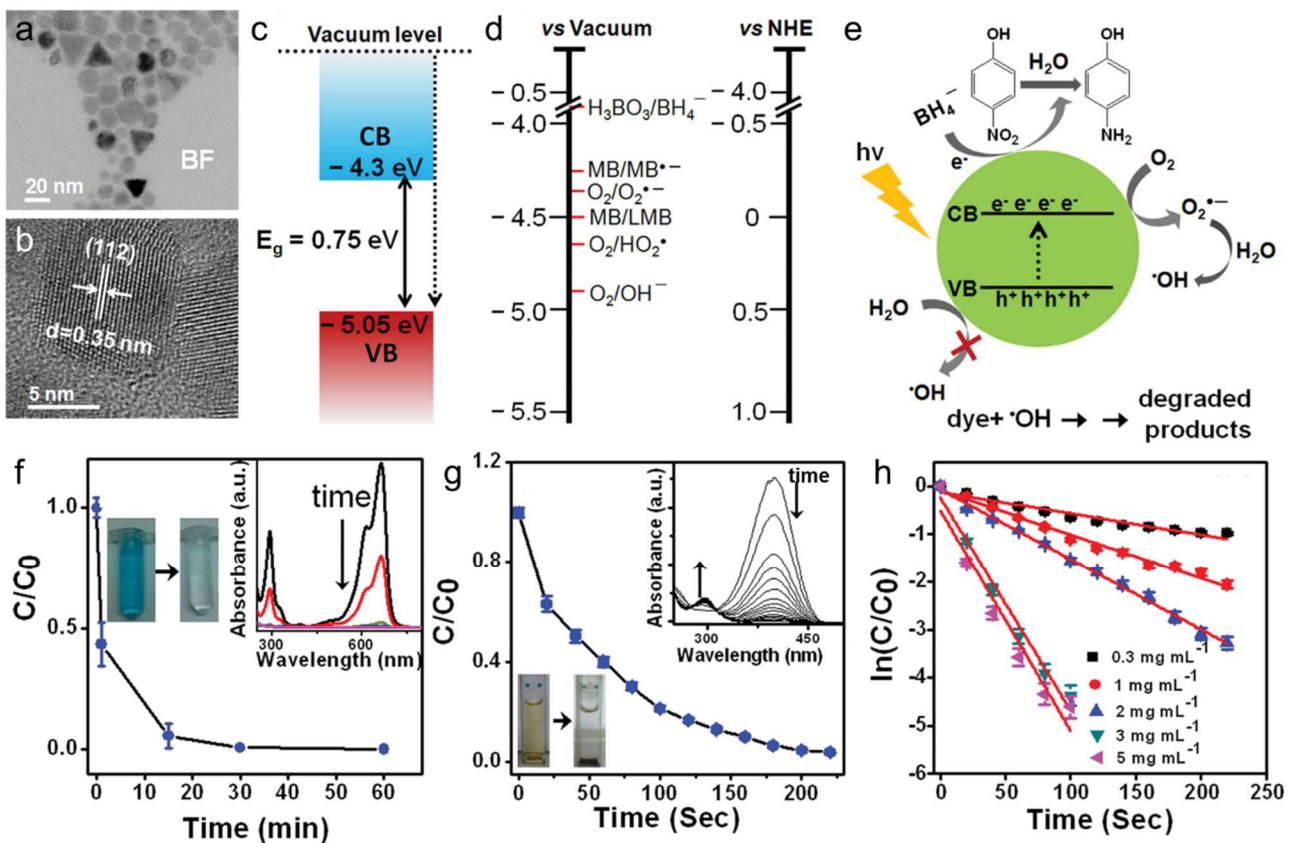 a
BF
20 nm
b
(112)
d=0.35 nm
5 nm
c
Vacuum level
CB
− 4.3 eV
Eg = 0.75 eV
− 5.05 eV
VB
d
vs Vacuum
vs NHE
− 0.5
− 4.0
− 4.5
− 5.0
− 5.5
H₃BO₃/BH₄⁻
MB/MB•−
O₂/O₂•−
MB/LMB
O₂/HO₂•
O₂/OH⁻
− 4.0
− 0.5
0
0.5
1.0
e
OH
OH
H₂O
NO₂
NH₂
BH₄⁻
e-
hν
O₂
CB
e- e- e- e-
O₂•−
H₂O
•OH
VB
h+ h+ h+ h+
H₂O
•OH
dye+ •OH → → degraded
products
f
C/C₀
1.0
0.5
0.0
0 10 20 30 40 50 60
Time (min)
time
Absorbance (a.u.)
300 600
Wavelength (nm)
g
C/C₀
1.2
0.8
0.4
0.0
0 50 100 150 200
Time (Sec)
time
Absorbance (a.u.)
300 450
Wavelength (nm)
h
ln(C/C₀)
0
-1
-2
-3
-4
-5
-6
0 50 100 150 200 250
Time (Sec)
0.3 mg mL⁻¹
1 mg mL⁻¹
2 mg mL⁻¹
3 mg mL⁻¹
5 mg mL⁻¹